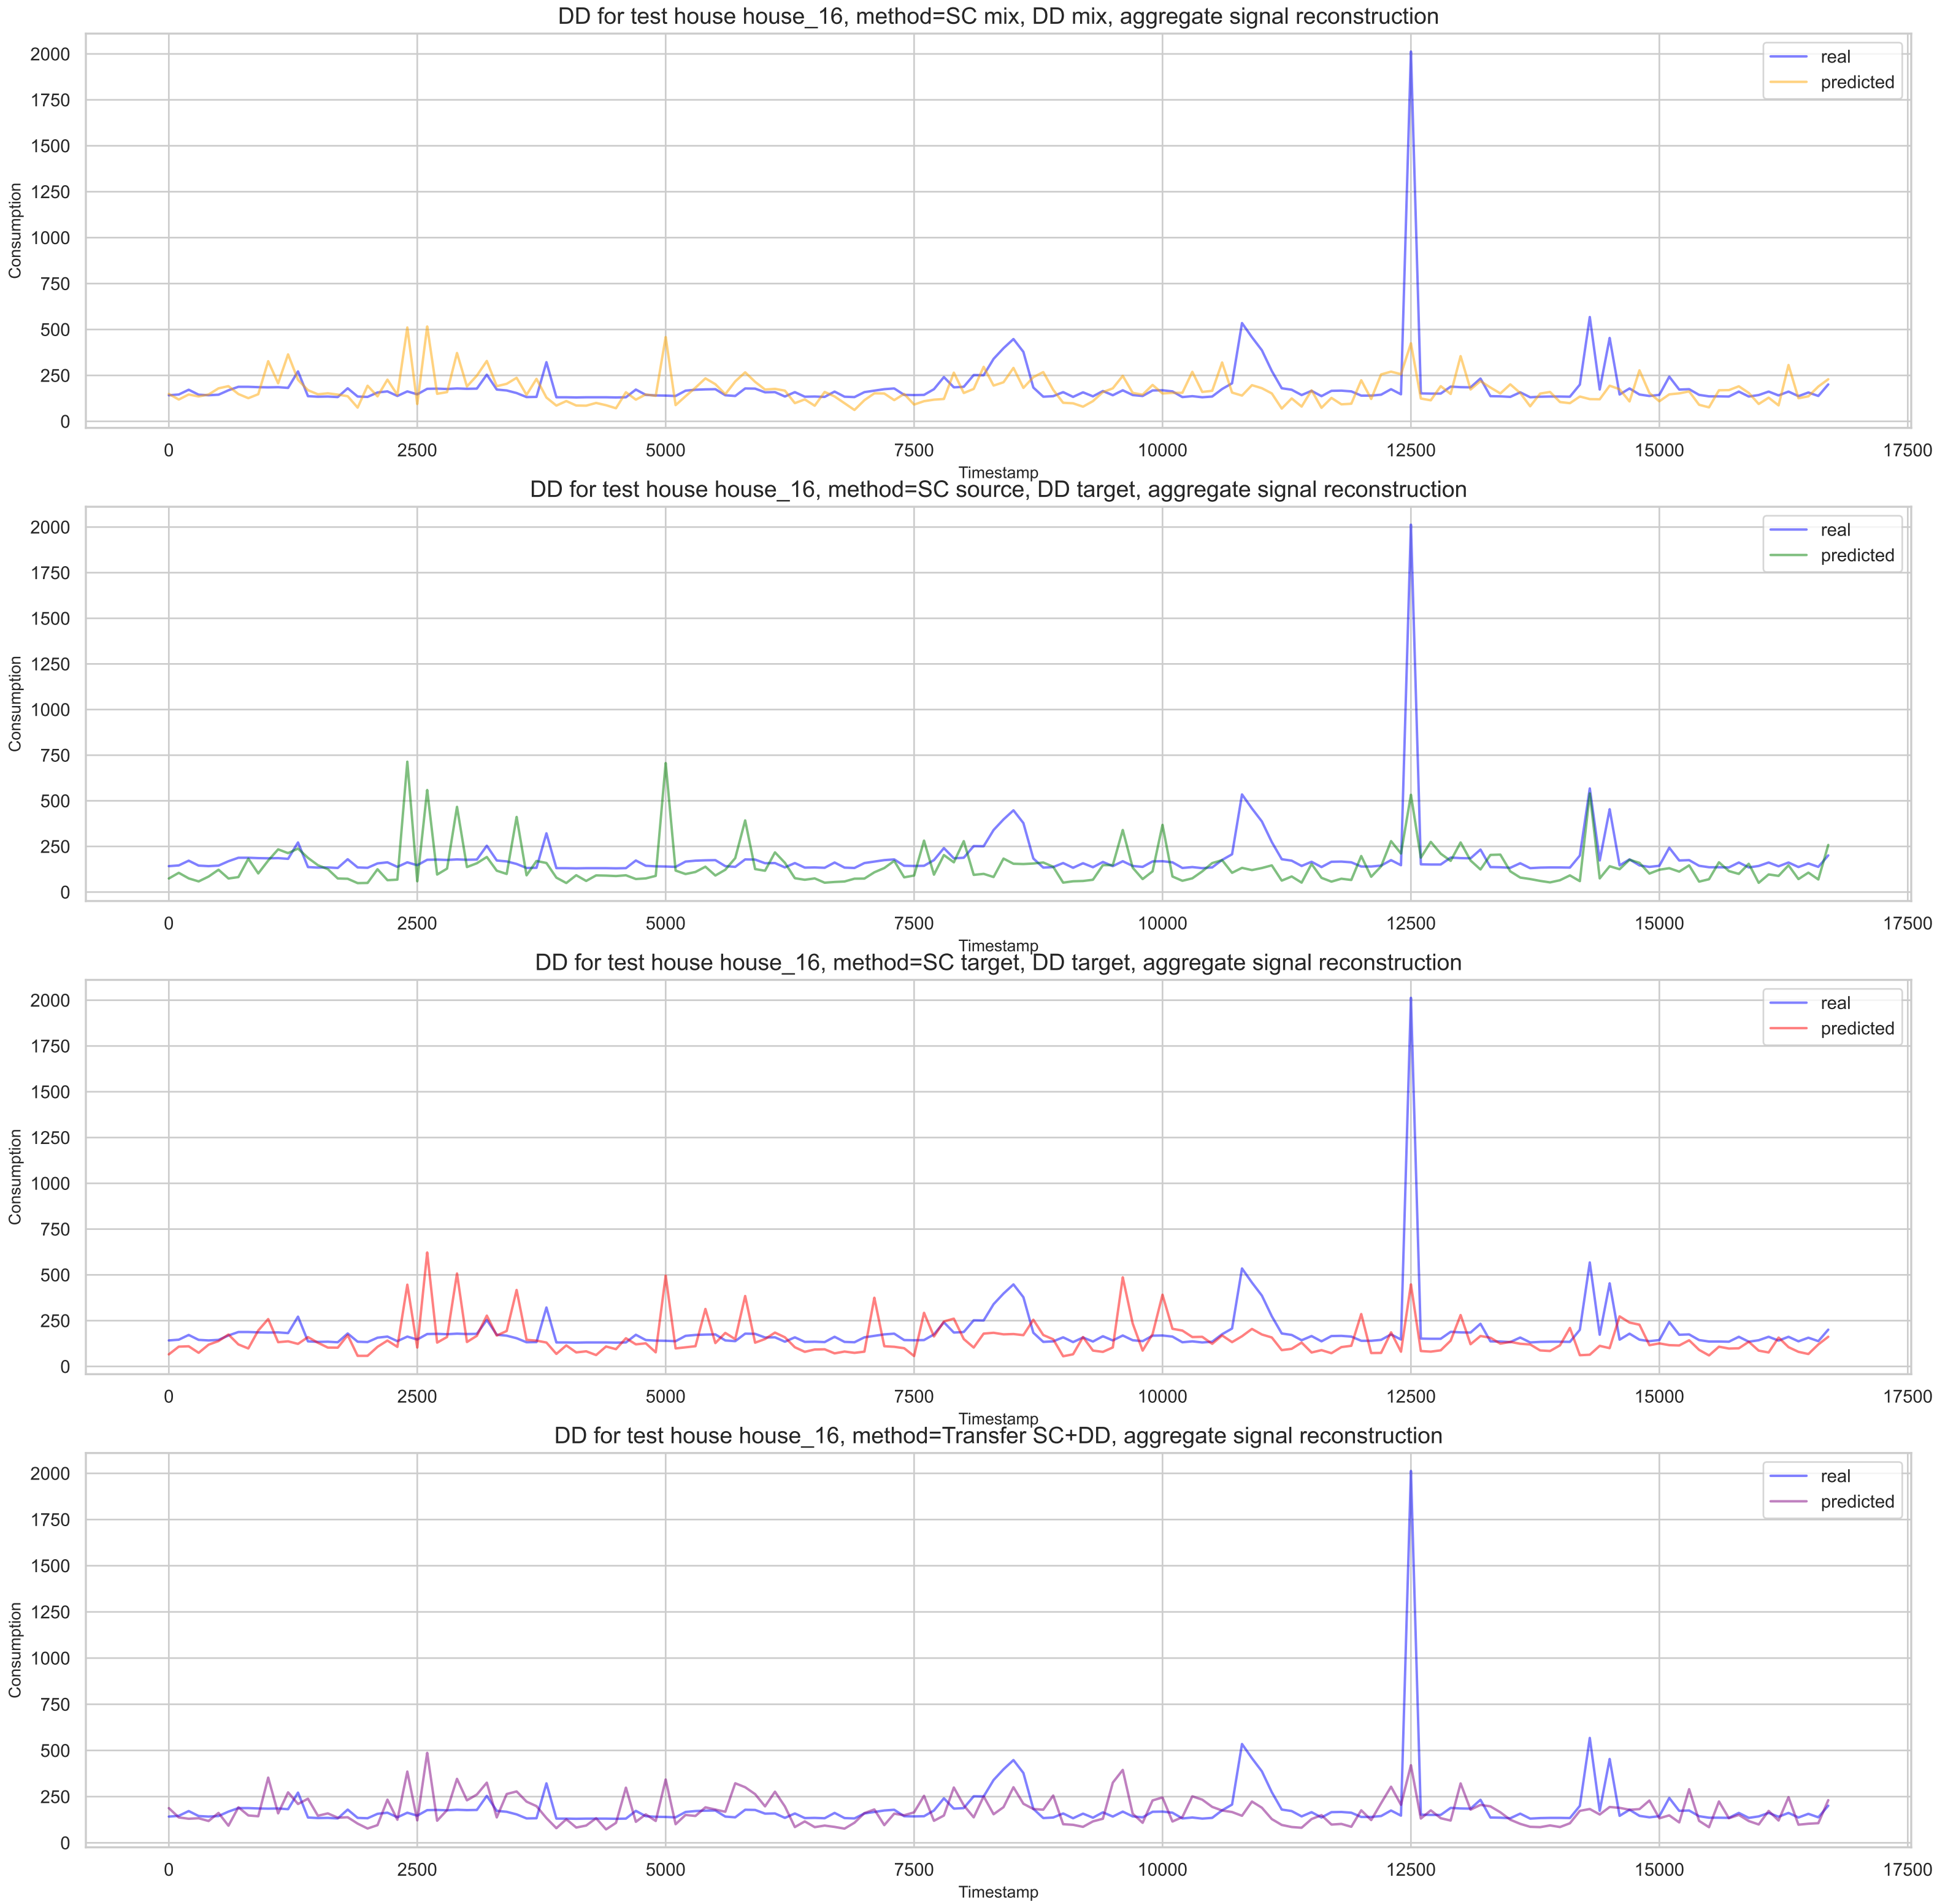 DD for test house house_16, method=SC mix, DD mix, aggregate signal reconstruction
real
predicted
2000
1750
1500
1250
1000
750
500
250
0
Consumption
0 2500 5000 7500 10000 12500 15000 17500
Timestamp
DD for test house house_16, method=SC source, DD target, aggregate signal reconstruction
real
predicted
2000
1750
1500
1250
1000
750
500
250
0
Consumption
0 2500 5000 7500 10000 12500 15000 17500
Timestamp
DD for test house house_16, method=SC target, DD target, aggregate signal reconstruction
real
predicted
2000
1750
1500
1250
1000
750
500
250
0
Consumption
0 2500 5000 7500 10000 12500 15000 17500
Timestamp
DD for test house house_16, method=Transfer SC+DD, aggregate signal reconstruction
real
predicted
2000
1750
1500
1250
1000
750
500
250
0
Consumption
0 2500 5000 7500 10000 12500 15000 17500
Timestamp